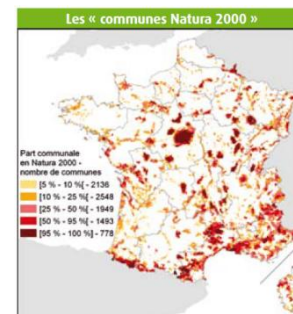 Les « communes Natura 2000 »
Part communale
en Natura 2000 -
nombre de communes
[5 % - 10 %[ - 2136
[10 % - 25 %[ - 2548
[25 % - 50 %[ - 1949
[50 % - 95 %[ - 1493
[95 % - 100 %] - 778